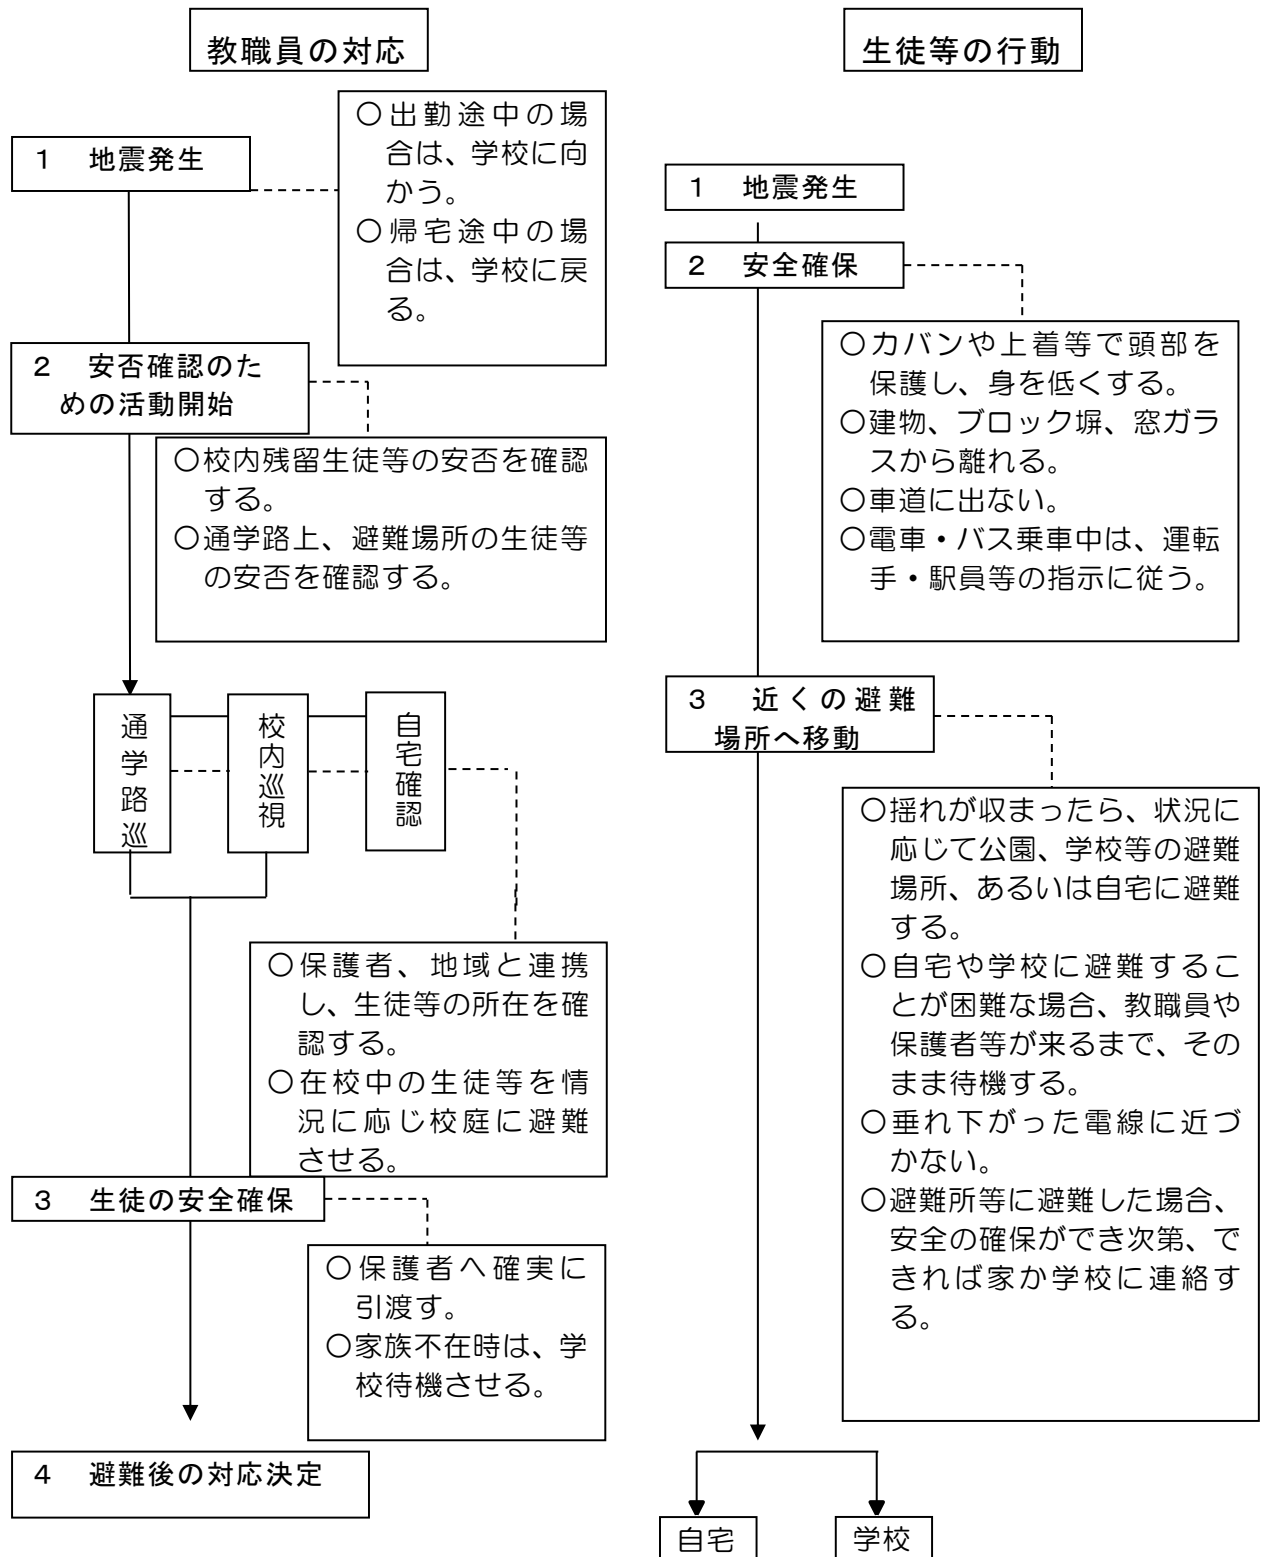 教職員の対応
１　地震発生
○出勤途中の場
合は、学校に向
かう。
○帰宅途中の場
合は、学校に戻
る。
２　安否確認のた
めの活動開始
○校内残留生徒等の安否を確認
する。
○通学路上、避難場所の生徒等
の安否を確認する。
通学路巡
校内巡視
自宅確認
○保護者、地域と連携
し、生徒等の所在を確
認する。
○在校中の生徒等を情
況に応じ校庭に避難
させる。
３　生徒の安全確保
○保護者へ確実に
引渡す。
○家族不在時は、学
校待機させる。
４　避難後の対応決定
生徒等の行動
１　地震発生
２　安全確保
○カバンや上着等で頭部を
保護し、身を低くする。
○建物、ブロック塀、窓ガラ
スから離れる。
○車道に出ない。
○電車・バス乗車中は、運転
手・駅員等の指示に従う。
３　近くの避難
場所へ移動
○揺れが収まったら、状況に
応じて公園、学校等の避難
場所、あるいは自宅に避難
する。
○自宅や学校に避難するこ
とが困難な場合、教職員や
保護者等が来るまで、その
まま待機する。
○垂れ下がった電線に近づ
かない。
○避難所等に避難した場合、
安全の確保ができ次第、で
きれば家か学校に連絡す
る。
自宅
学校